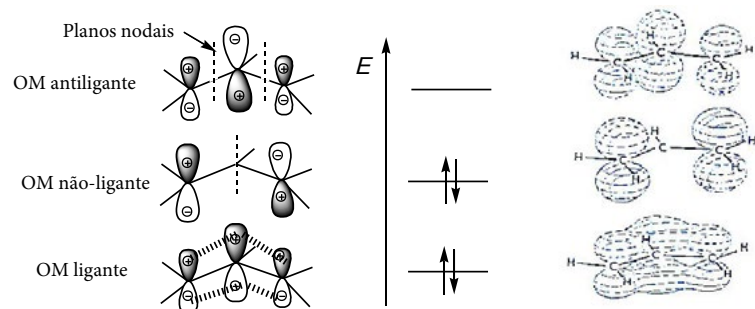 Planos nodais
OM antiligante
E
OM não-ligante
OM ligante
⊖
⊕ ⊕
⊖ ⊕ ⊖
⊕ ⊖
⊖ ⊕
⊕ ⊕ ⊕
⊖ ⊕ ⊖
H H C C C H H
H H C C C H H
H H C C C H H